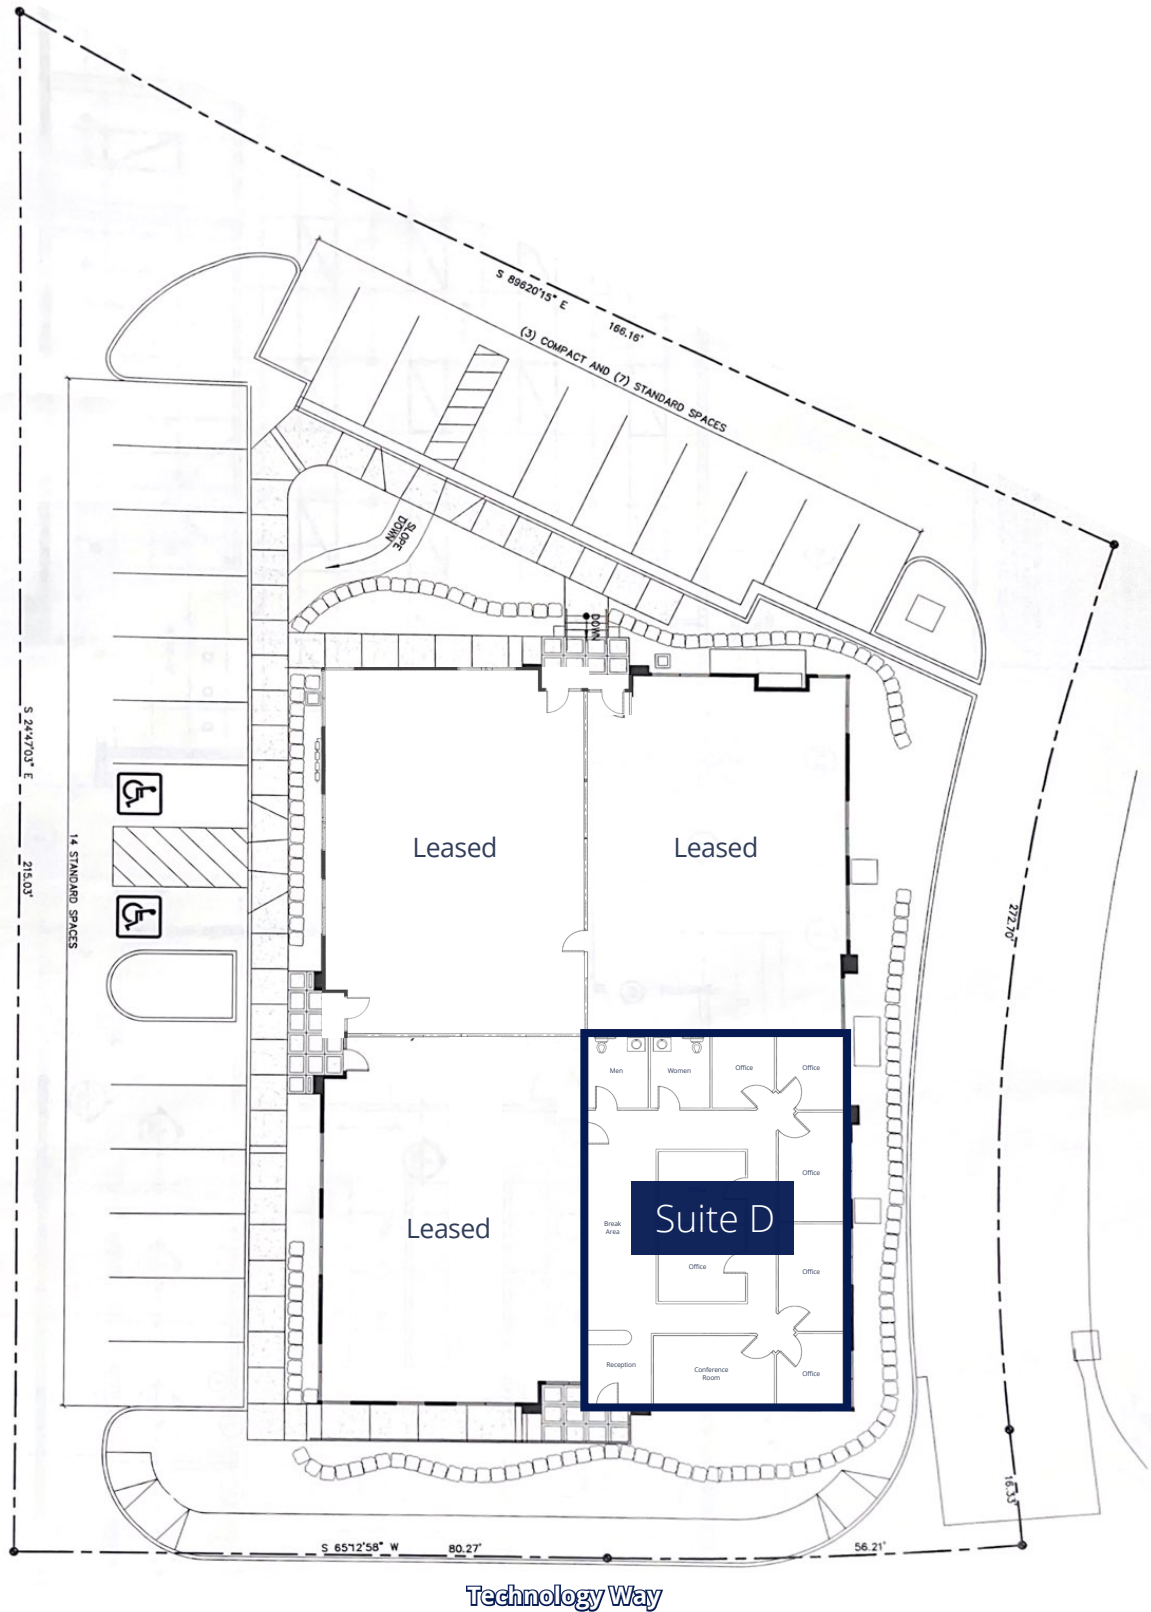 S 89620'15" E
166.16'
(3) COMPACT AND (7) STANDARD SPACES
SLOPE
DOWN
DOWN
S 24°47'03" E
215.03'
14 STANDARD SPACES
Leased
Leased
272.70'
Men
Women
Office
Office
Office
Suite D
Break
Area
Office
Office
Leased
Reception
Conference
Room
Office
16.33'
S 65°12'58" W
80.27'
56.21'
Technology Way